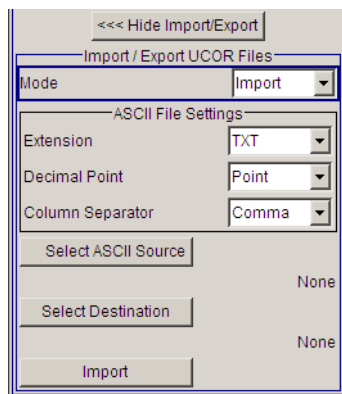 <<< Hide Import/Export
Import / Export UCOR Files
Mode Import
ASCII File Settings
Extension TXT
Decimal Point Point
Column Separator Comma
Select ASCII Source
None
Select Destination
None
Import